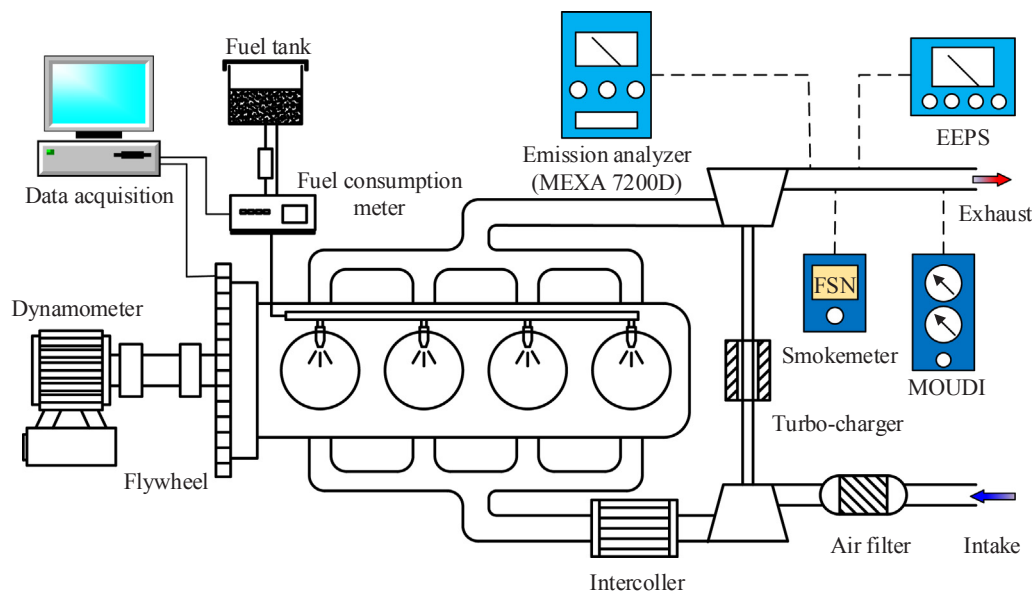 Fuel tank
Data acquisition
Fuel consumption
meter
Emission analyzer
(MEXA 7200D)
EEPS
Exhaust
Dynamometer
FSN
Smokemeter
MOUDI
Turbo-charger
Flywheel
Intercoller
Air filter
Intake